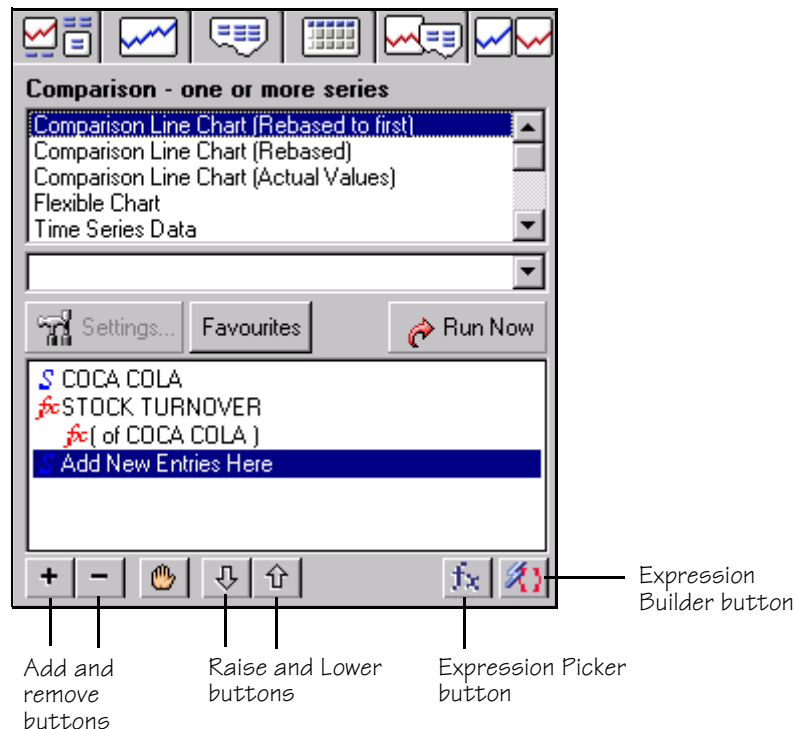 Comparison - one or more series
Comparison Line Chart (Rebased to first)
Comparison Line Chart (Rebased)
Comparison Line Chart (Actual Values)
Flexible Chart
Time Series Data
Settings...
Favourites
Run Now
S COCA COLA
fx STOCK TURNOVER
fx ( of COCA COLA )
S Add New Entries Here
+
-
fx
{}
Expression
Builder button
Add and
remove
buttons
Raise and Lower
buttons
Expression Picker
button